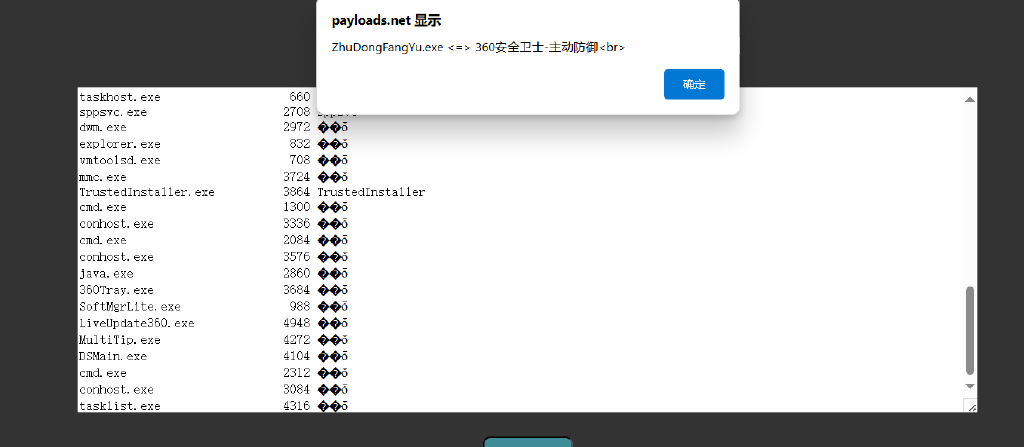 payloads.net 显示
ZhuDongFangYu.exe <=> 360安全卫士-主动防御<br>
确定
taskhost.exe 660
sppsvc.exe 2708
dwm.exe 2972 ��δ
explorer.exe 832 ��δ
vmtoolsd.exe 708 ��δ
mmc.exe 3724 ��δ
TrustedInstaller.exe 3864 TrustedInstaller
cmd.exe 1300 ��δ
conhost.exe 3336 ��δ
cmd.exe 2084 ��δ
conhost.exe 3576 ��δ
java.exe 2860 ��δ
360Tray.exe 3684 ��δ
SoftMgrLite.exe 988 ��δ
liveUpdate360.exe 4948 ��δ
MultiTip.exe 4272 ��δ
DSMain.exe 4104 ��δ
cmd.exe 2312 ��δ
conhost.exe 3084 ��δ
tasklist.exe 4316 ��δ